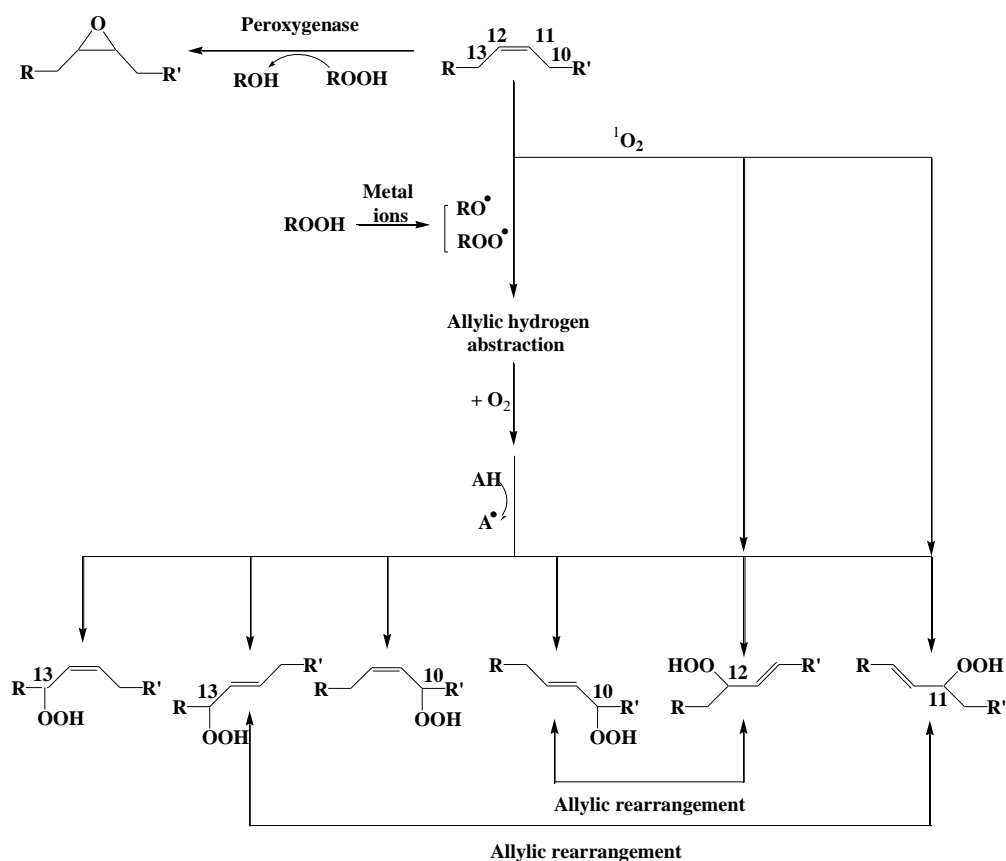 O
R
R'
Peroxygenase
ROH
ROOH
12
11
13
10
R
R'
¹O₂
ROOH
Metal
ions
RO•
ROO•
Allylic hydrogen
abstraction
+ O₂
AH
A•
13
R
R'
OOH
R'
13
R
OOH
10
R'
R
OOH
R
10
R'
OOH
HOO
12
R'
R
R
OOH
11
R'
Allylic rearrangement
Allylic rearrangement